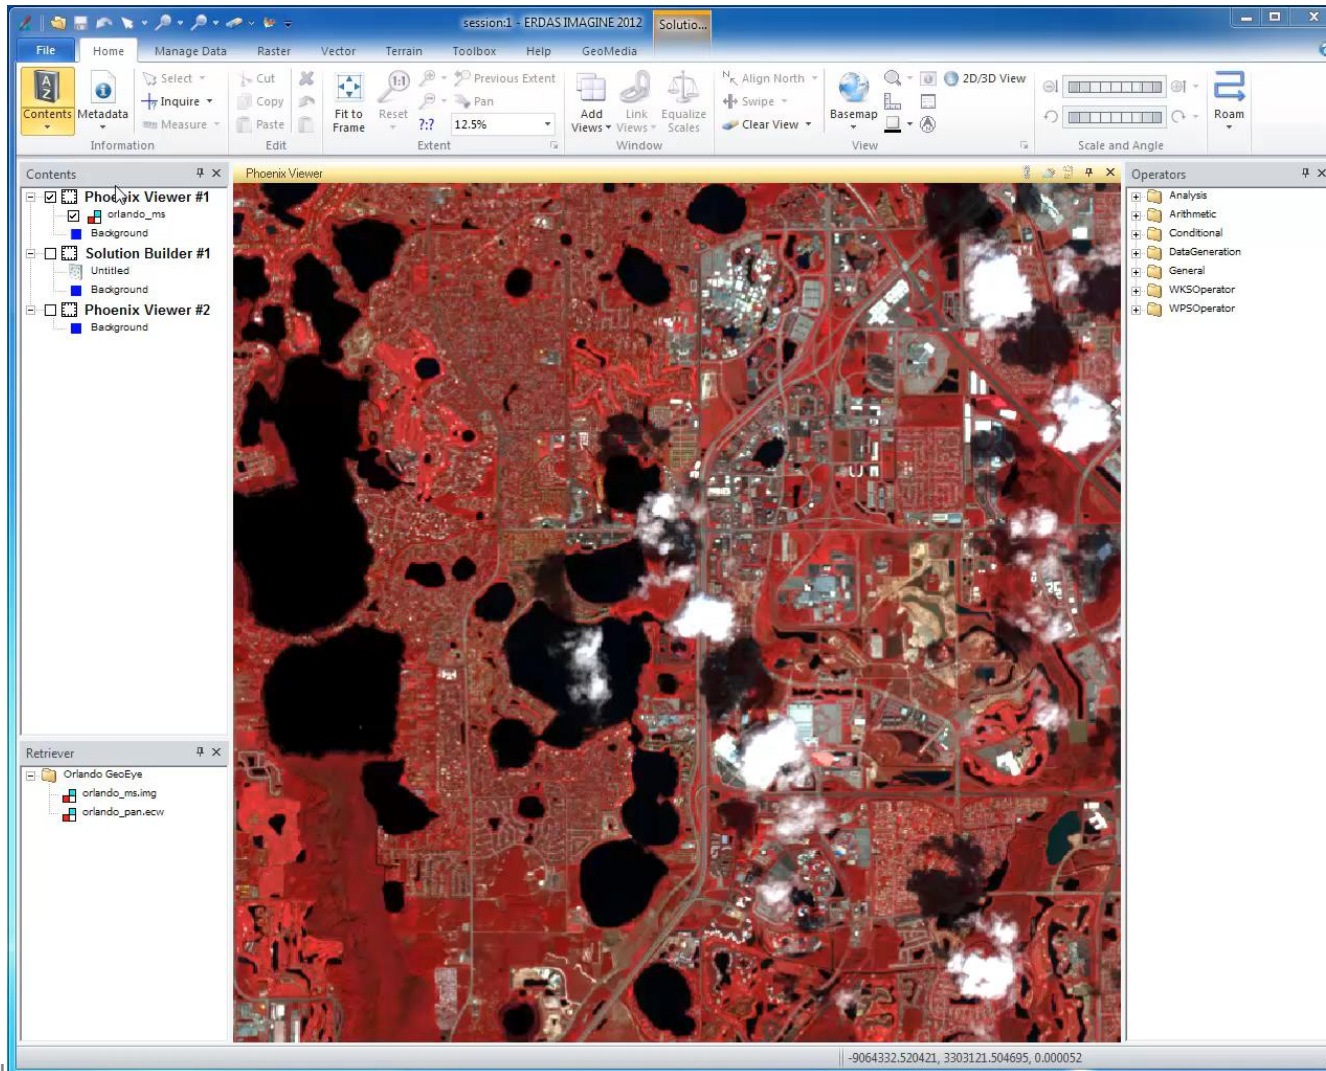 session:1 - ERDAS IMAGINE 2012 Solutio...
File Home Manage Data Raster Vector Terrain Toolbox Help GeoMedia
Contents Metadata Select Inquire Measure
Information
Cut Copy Paste
Edit
Fit to Frame 1:1 Reset ?:? Previous Extent Pan 12.5%
Extent
Add Views Link Views Equalize Scales
Window
Align North Swipe Clear View Basemap 2D/3D View
View
Scale and Angle
Roam
Contents
Phoenix Viewer #1
orlando_ms
Background
Solution Builder #1
Untitled
Background
Phoenix Viewer #2
Background
Retriever
Orlando GeoEye
orlando_ms.img
orlando_pan.ecw
Phoenix Viewer
Operators
Analysis
Arithmetic
Conditional
DataGeneration
General
WKSOperator
WPSOperator
-9064332.520421, 3303121.504695, 0.000052